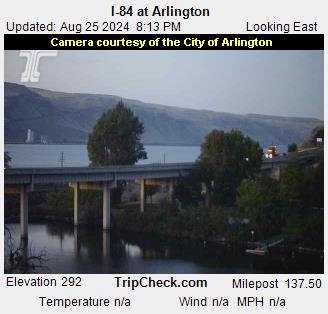 I-84 at Arlington
Updated: Aug 25 2024 8:13 PM Looking East
Camera courtesy of the City of Arlington
Elevation 292 TripCheck.com Milepost 137.50
Temperature n/a Wind n/a MPH n/a